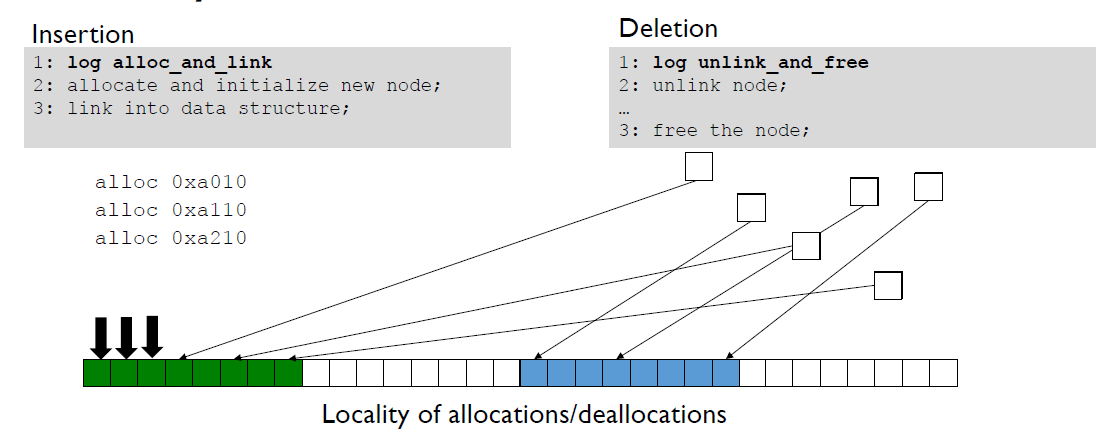 Insertion
1: log alloc_and_link
2: allocate and initialize new node;
3: link into data structure;
Deletion
1: log unlink_and_free
2: unlink node;
…
3: free the node;
alloc 0xa010
alloc 0xa110
alloc 0xa210
Locality of allocations/deallocations